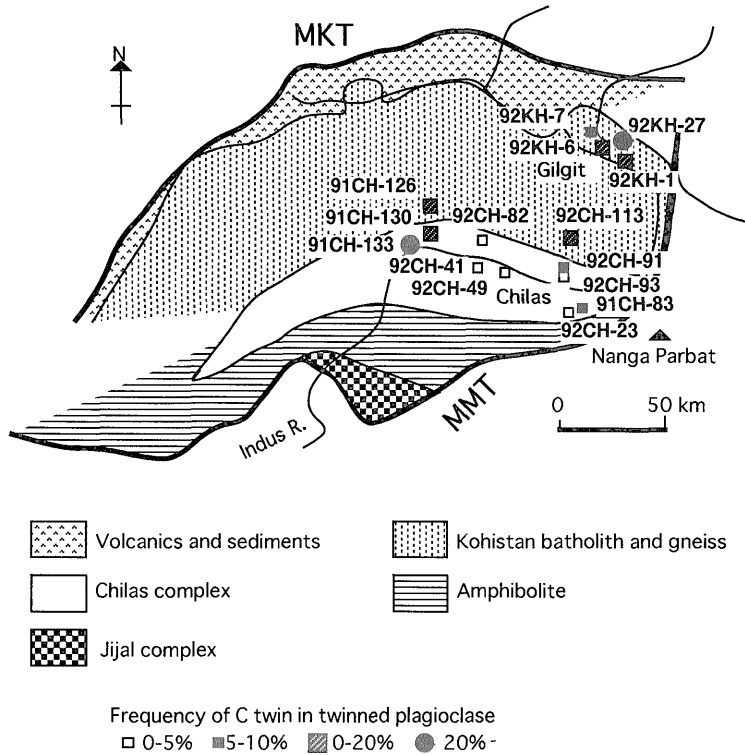 MKT
N
92KH-7
92KH-27
92KH-6
Gilgit
92KH-1
91CH-126
91CH-130
92CH-82
92CH-113
91CH-133
92CH-41
92CH-91
92CH-49
Chilas
92CH-93
91CH-83
92CH-23
Nanga Parbat
MMT
0 50 km
Indus R.
Volcanics and sediments
Kohistan batholith and gneiss
Chilas complex
Amphibolite
Jijal complex
Frequency of C twin in twinned plagioclase
0-5% 5-10% 0-20% 20% -